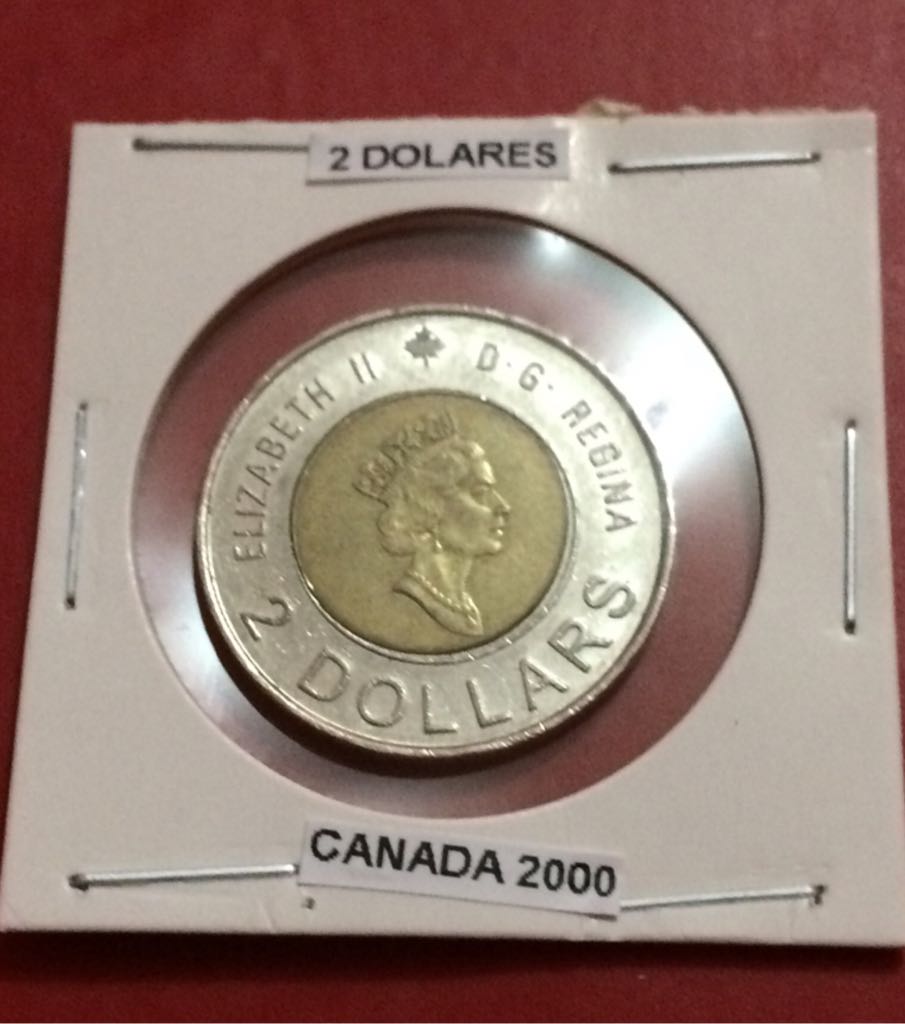 2 DOLARES
ELIZABETH II D·G· REGINA
2 DOLLARS
CANADA 2000